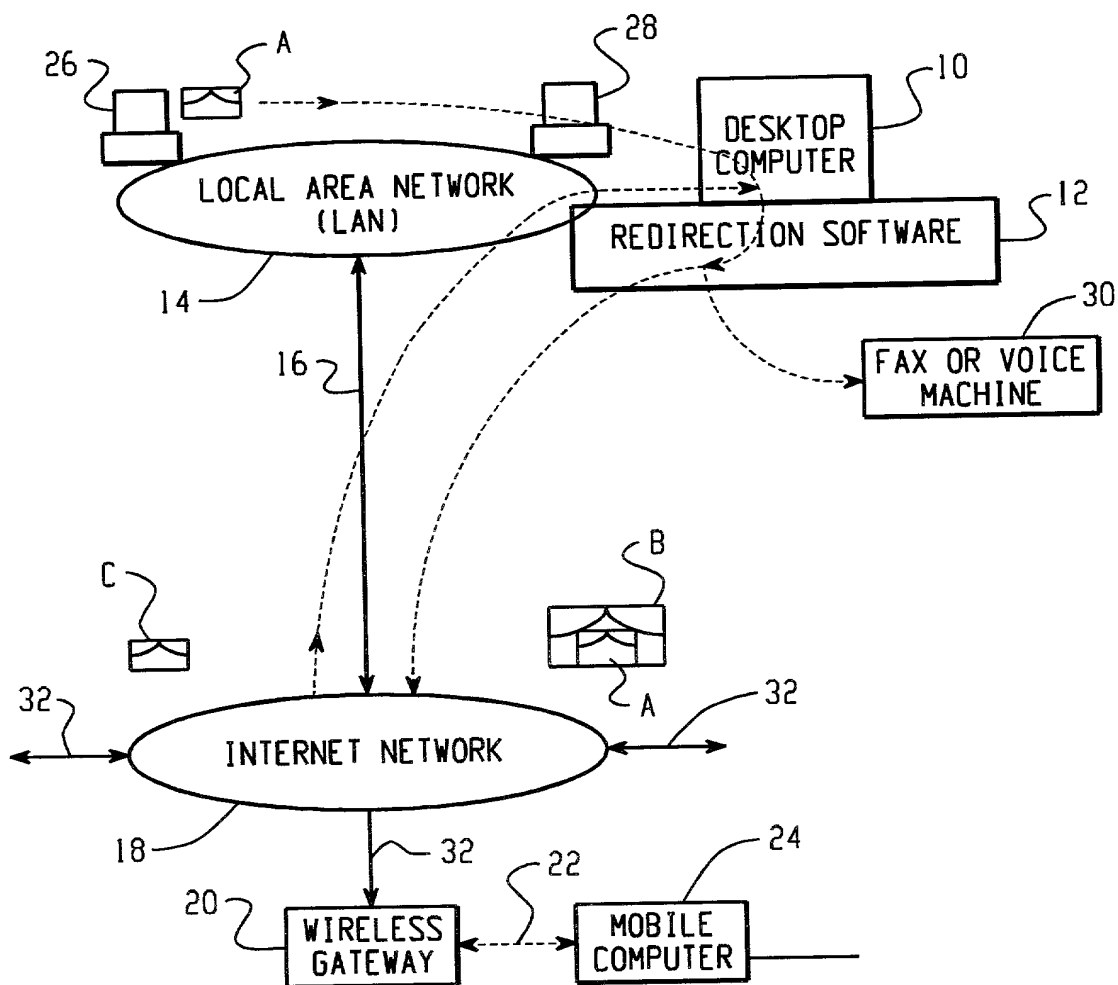 A
28
26
10
DESKTOP
COMPUTER
12
LOCAL AREA NETWORK
(LAN)
REDIRECTION SOFTWARE
14
30
16
FAX OR VOICE
MACHINE
B
C
A
32
32
INTERNET NETWORK
18
32
22
24
20
WIRELESS
GATEWAY
MOBILE
COMPUTER